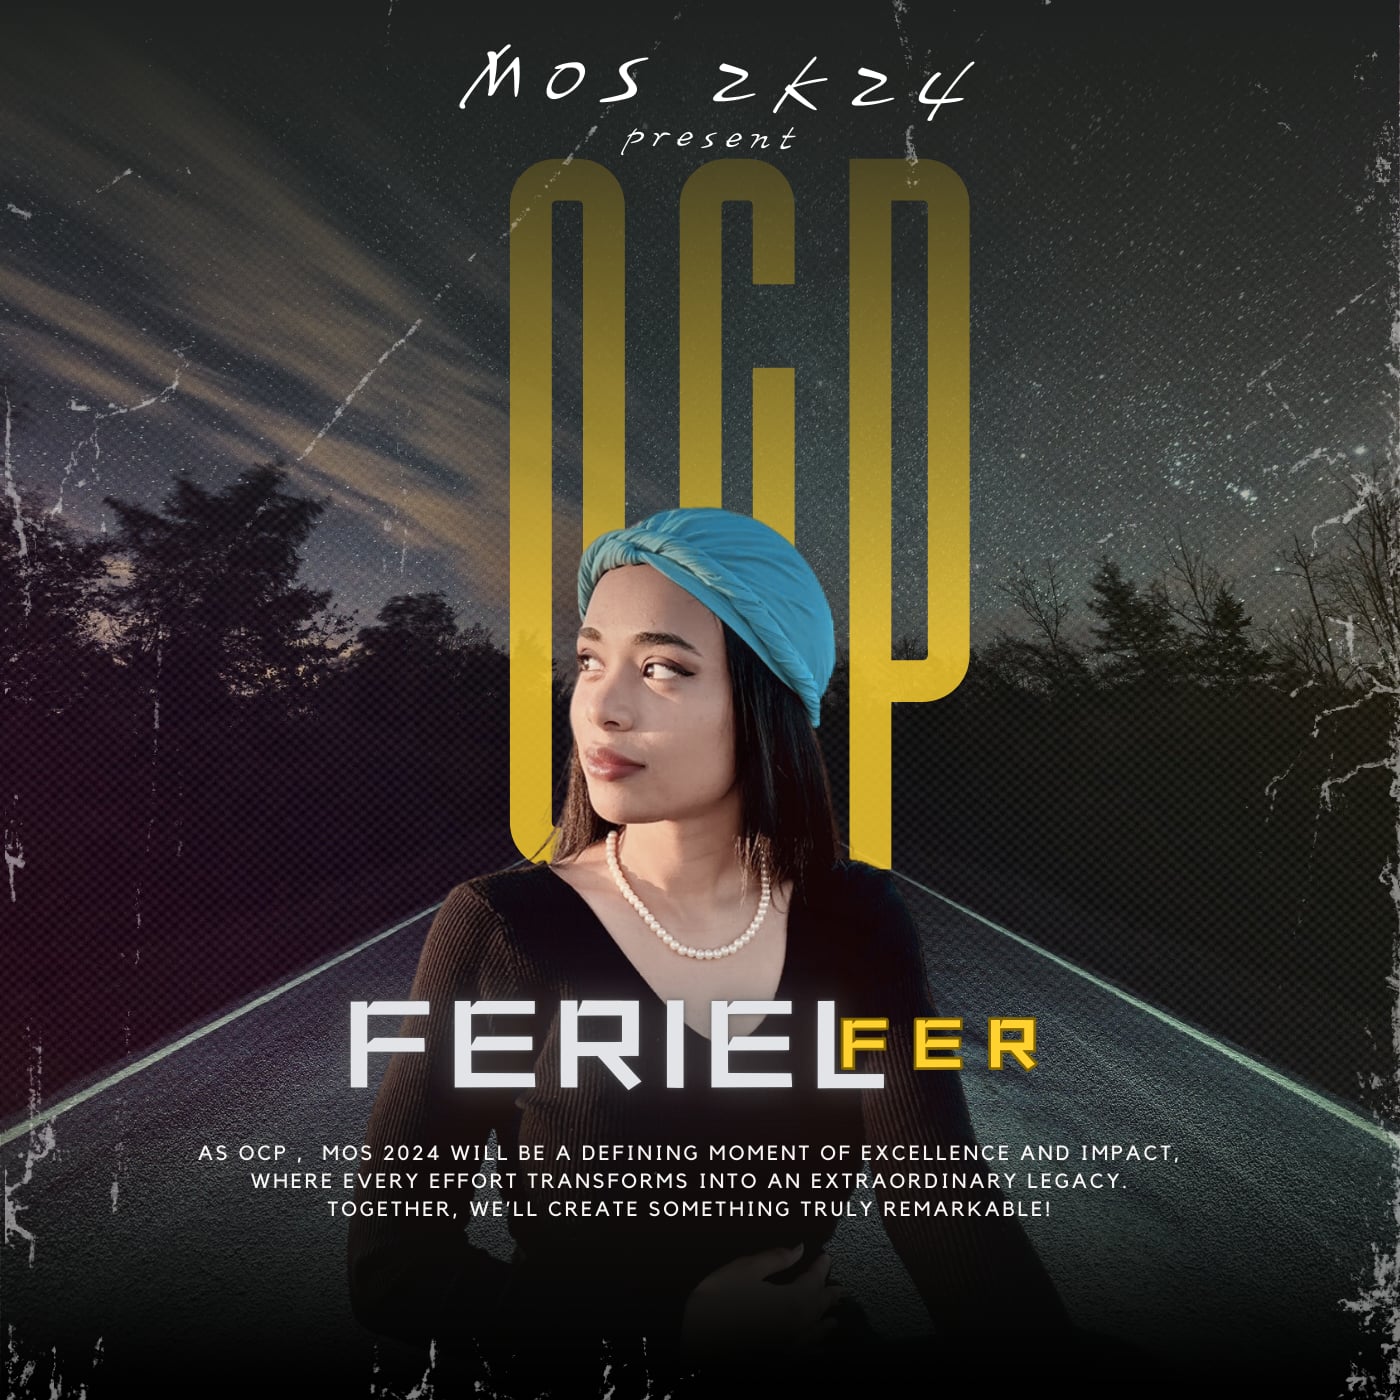 MOS 2K24
present
OCP
FERIEL FER
AS OCP ,  MOS 2024 WILL BE A DEFINING MOMENT OF EXCELLENCE AND IMPACT,
WHERE EVERY EFFORT TRANSFORMS INTO AN EXTRAORDINARY LEGACY.
TOGETHER, WE'LL CREATE SOMETHING TRULY REMARKABLE!